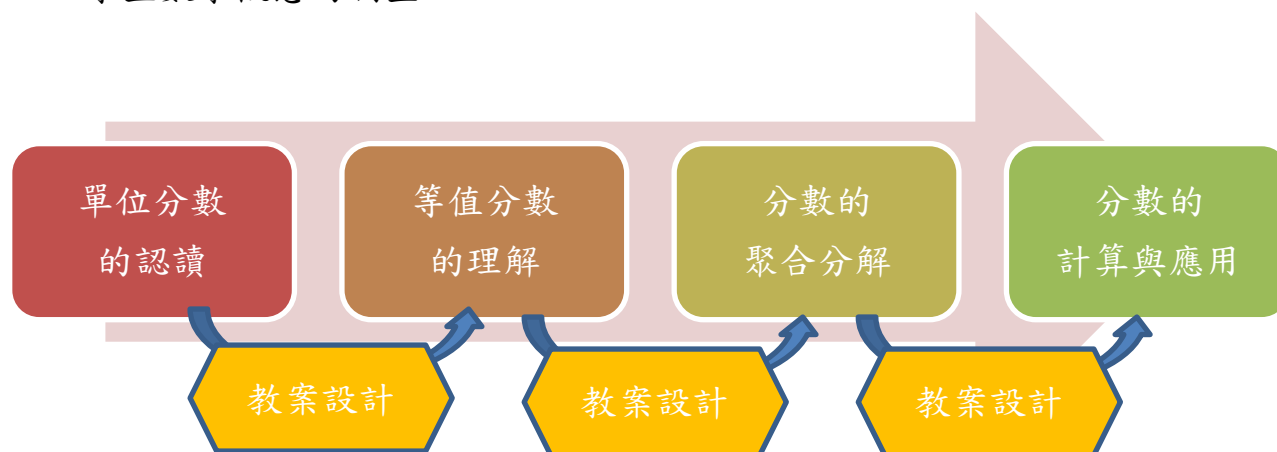 單位分數
的認讀
等值分數
的理解
分數的
聚合分解
分數的
計算與應用
教案設計
教案設計
教案設計